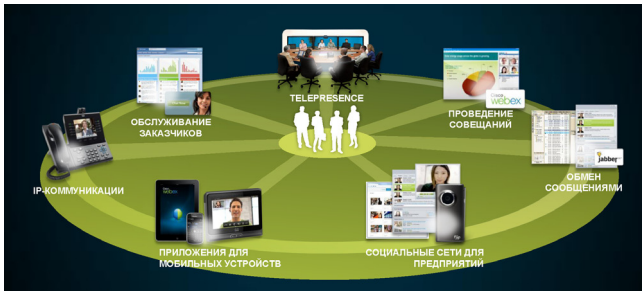 TELEPRESENCE
ОБСЛУЖИВАНИЕ
ЗАКАЗЧИКОВ
webex
ПРОВЕДЕНИЕ
СОВЕЩАНИЙ
jabber
ОБМЕН
СООБЩЕНИЯМИ
IP-КОММУНИКАЦИИ
webex
ПРИЛОЖЕНИЯ ДЛЯ
МОБИЛЬНЫХ УСТРОЙСТВ
СОЦИАЛЬНЫЕ СЕТИ ДЛЯ
ПРЕДПРИЯТИЙ